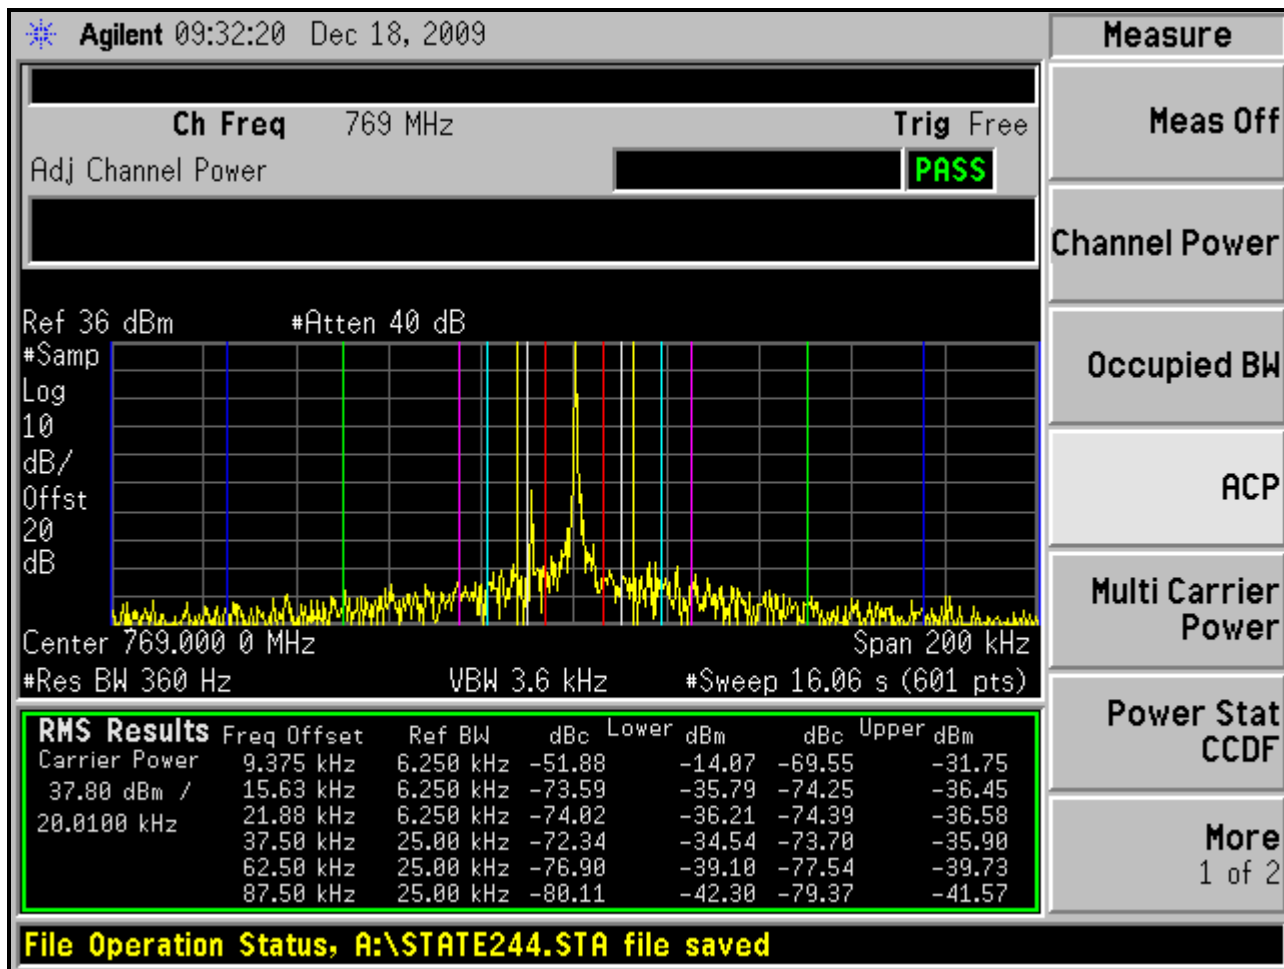 Agilent 09:32:20 Dec 18, 2009
Measure
Ch Freq 769 MHz Trig Free
Adj Channel Power PASS
Ref 36 dBm #Atten 40 dB
#Samp
Log
10
dB/
Offst
20
dB
Center 769.000 0 MHz Span 200 kHz
#Res BW 360 Hz VBW 3.6 kHz #Sweep 16.06 s (601 pts)
RMS Results Freq Offset Ref BW dBc Lower dBm dBc Upper dBm
Carrier Power 9.375 kHz 6.250 kHz -51.88 -14.07 -69.55 -31.75
37.80 dBm / 15.63 kHz 6.250 kHz -73.59 -35.79 -74.25 -36.45
20.0100 kHz 21.88 kHz 6.250 kHz -74.02 -36.21 -74.39 -36.58
37.50 kHz 25.00 kHz -72.34 -34.54 -73.70 -35.90
62.50 kHz 25.00 kHz -76.90 -39.10 -77.54 -39.73
87.50 kHz 25.00 kHz -80.11 -42.30 -79.37 -41.57
File Operation Status, A:\STATE244.STA file saved
Meas Off
Channel Power
Occupied BW
ACP
Multi Carrier
Power
Power Stat
CCDF
More
1 of 2